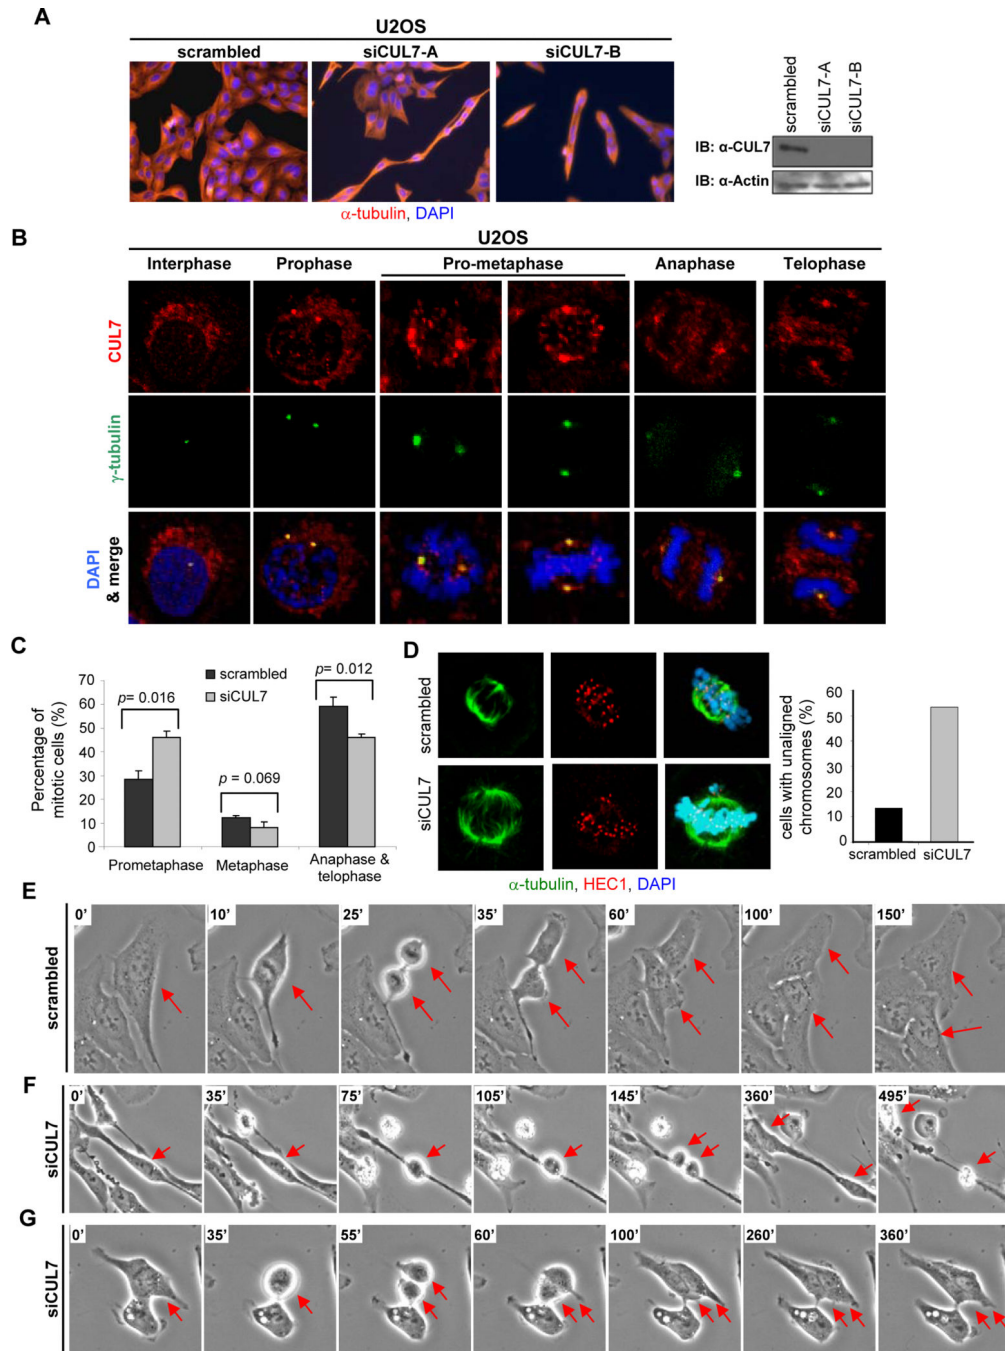 A
U2OS
scrambled siCUL7-A siCUL7-B
scrambled siCUL7-A siCUL7-B
IB: α-CUL7
IB: α-Actin
α-tubulin, DAPI
B
U2OS
Interphase Prophase Pro-metaphase Anaphase Telophase
CUL7
γ-tubulin
DAPI
& merge
C
scrambled
siCUL7
p= 0.016
p = 0.069
p= 0.012
Percentage of
mitotic cells (%)
70
60
50
40
30
20
10
0
Prometaphase Metaphase Anaphase &
telophase
D
scrambled
siCUL7
α-tubulin, HEC1, DAPI
cells with unaligned
chromosomes (%)
60
50
40
30
20
10
0
scrambled siCUL7
E
scrambled
0' 10' 25' 35' 60' 100' 150'
F
siCUL7
0' 35' 75' 105' 145' 360' 495'
G
siCUL7
0' 35' 55' 60' 100' 260' 360'